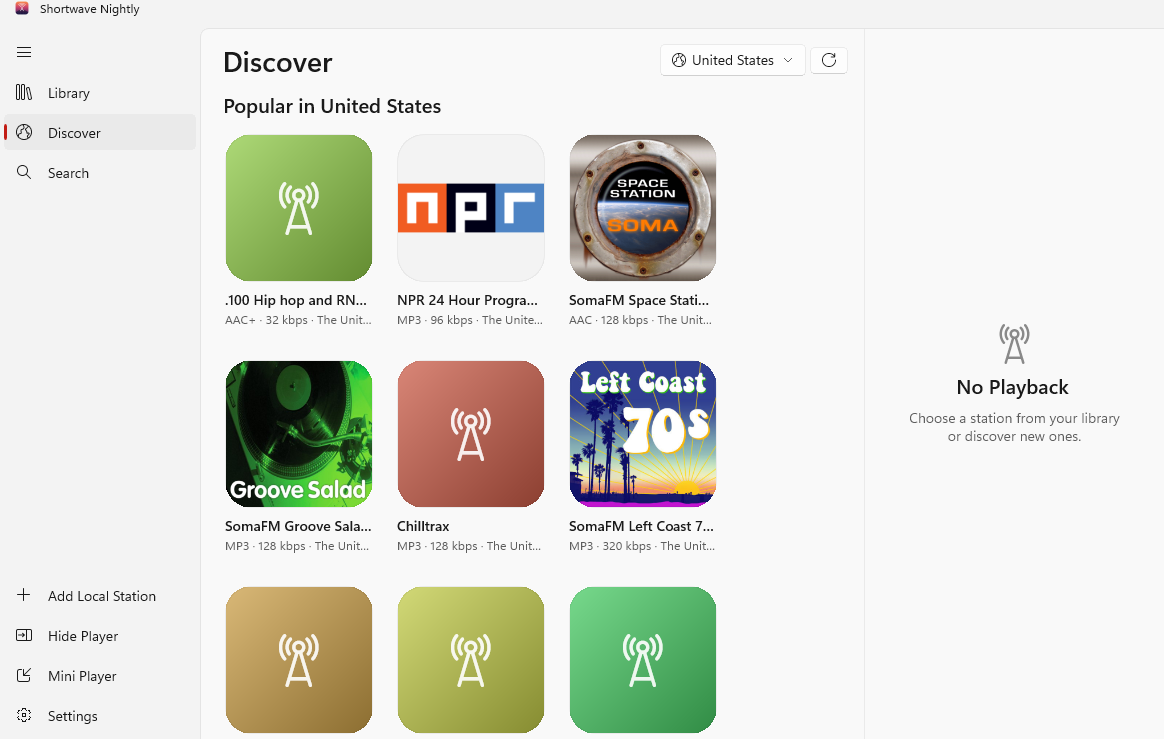 Shortwave Nightly
Library
Discover
Search
Add Local Station
Hide Player
Mini Player
Settings
Discover
United States
Popular in United States
npr
SPACE
STATION
SOMA
.100 Hip hop and RN...
AAC+ · 32 kbps · The Unit...
NPR 24 Hour Progra...
MP3 · 96 kbps · The Unite...
SomaFM Space Stati...
AAC · 128 kbps · The Unit...
Groove Salad
Left Coast
70s
SomaFM Groove Sala...
MP3 · 128 kbps · The Unit...
Chilltrax
MP3 · 128 kbps · The Unit...
SomaFM Left Coast 7...
MP3 · 320 kbps · The Unit...
No Playback
Choose a station from your library
or discover new ones.